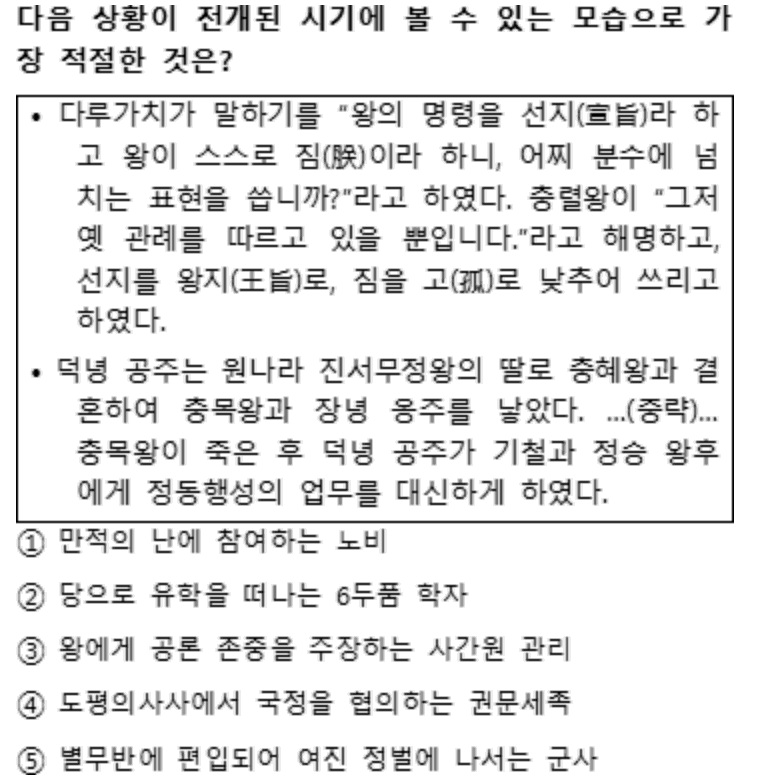 다음 상황이 전개된 시기에 볼 수 있는 모습으로 가
장 적절한 것은?
• 다루가치가 말하기를 "왕의 명령을 선지(宣旨)라 하
고 왕이 스스로 짐(朕)이라 하니, 어찌 분수에 넘
치는 표현을 씁니까?"라고 하였다. 충렬왕이 "그저
옛 관례를 따르고 있을 뿐입니다."라고 해명하고,
선지를 왕지(王旨)로, 짐을 고(孤)로 낮추어 쓰리고
하였다.
• 덕녕 공주는 원나라 진서무정왕의 딸로 충혜왕과 결
혼하여 충목왕과 장녕 옹주를 낳았다. ...(중략)...
충목왕이 죽은 후 덕녕 공주가 기철과 정승 왕후
에게 정동행성의 업무를 대신하게 하였다.
① 만적의 난에 참여하는 노비
② 당으로 유학을 떠나는 6두품 학자
③ 왕에게 공론 존중을 주장하는 사간원 관리
④ 도평의사사에서 국정을 협의하는 권문세족
⑤ 별무반에 편입되어 여진 정벌에 나서는 군사